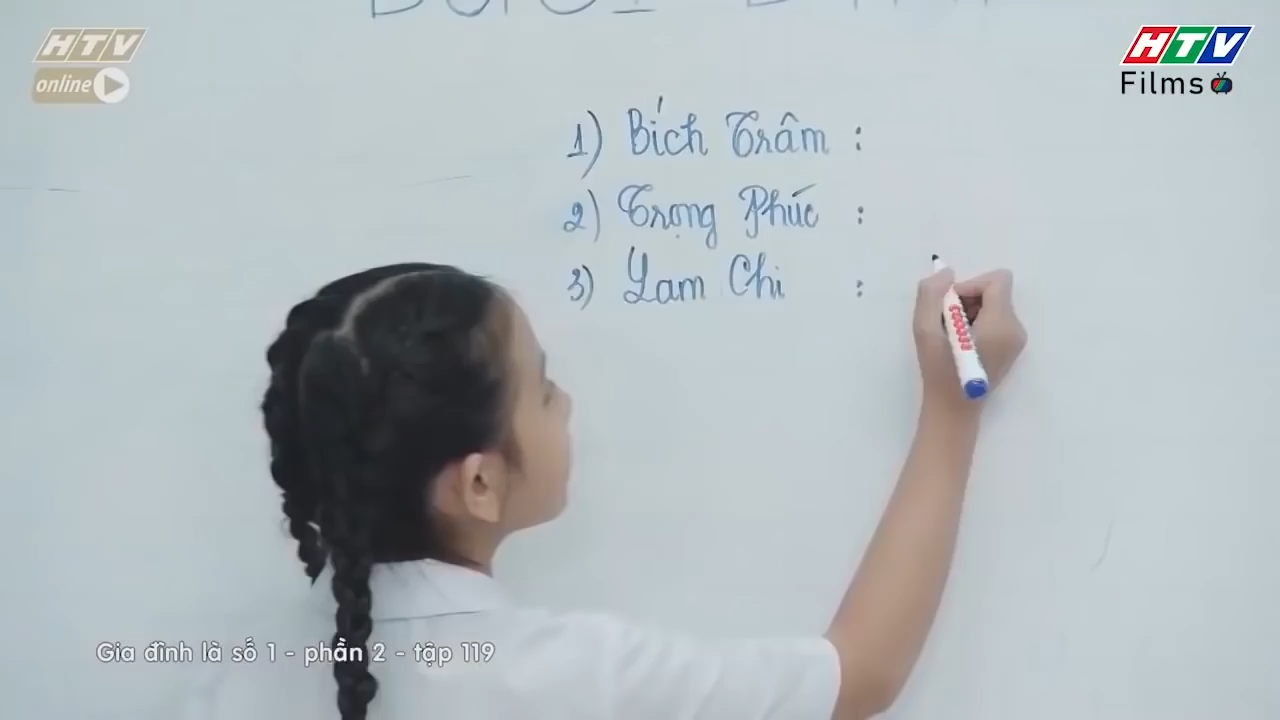 HTV
online
HTV
Films
1) Bích Trâm :
2) Trọng Phúc :
3) Lam Chi :
Gia đình là số 1 - phần 2 - tập 119